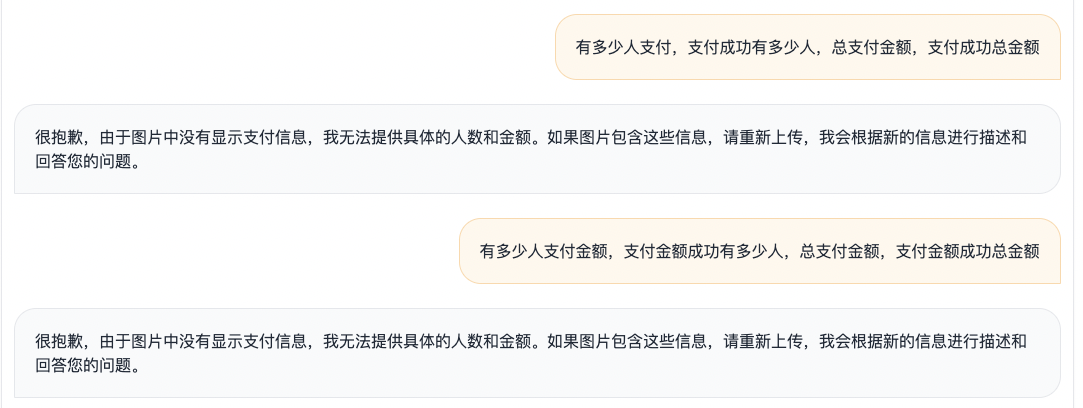 有多少人支付，支付成功有多少人，总支付金额，支付成功总金额
很抱歉，由于图片中没有显示支付信息，我无法提供具体的人数和金额。如果图片包含这些信息，请重新上传，我会根据新的信息进行描述和
回答您的问题。
有多少人支付金额，支付金额成功有多少人，总支付金额，支付金额成功总金额
很抱歉，由于图片中没有显示支付信息，我无法提供具体的人数和金额。如果图片包含这些信息，请重新上传，我会根据新的信息进行描述和
回答您的问题。